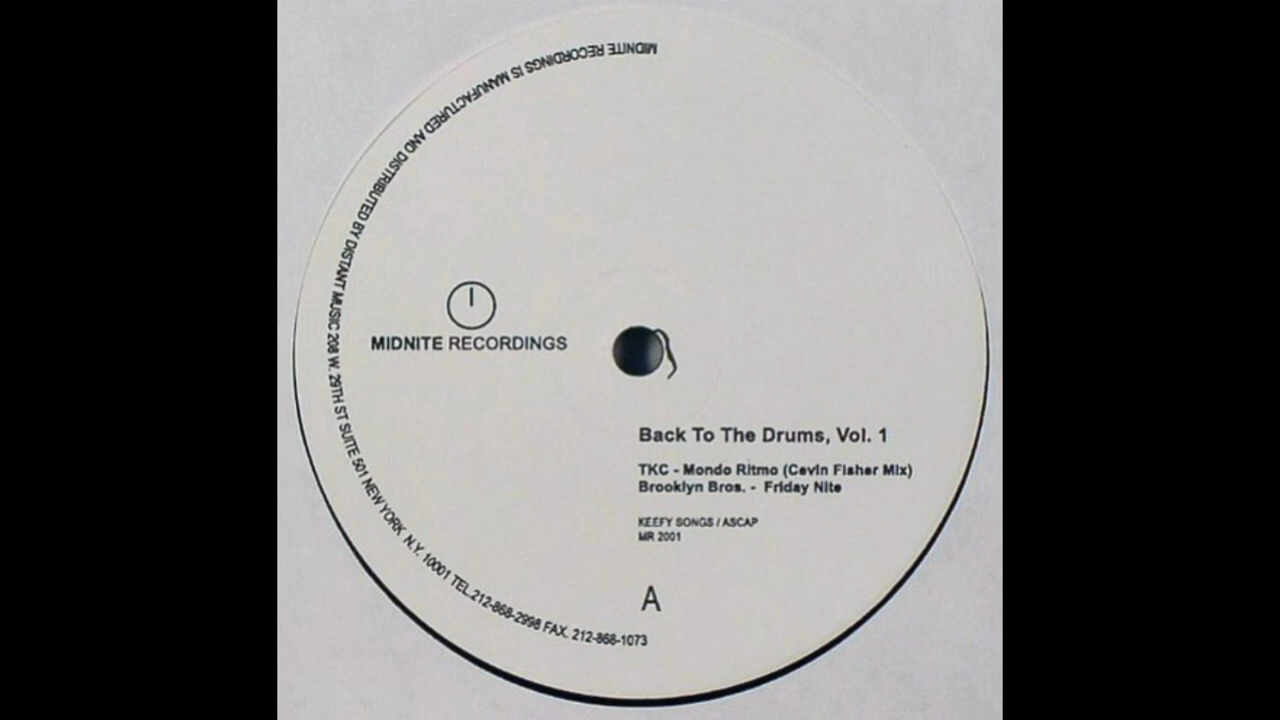 MIDNITE RECORDINGS IS MANUFACTURED AND DISTRIBUTED BY DISTANT MUSIC 208 W. 29TH ST SUITE 501 NEW YORK N.Y. 10001 TEL.212-868-2998 FAX. 212-868-1073
MIDNITE RECORDINGS
Back To The Drums, Vol. 1
TKC - Mondo Ritmo (Cevin Fisher Mix)
Brooklyn Bros. - Friday Nite
KEEFY SONGS / ASCAP
MR 2001
A